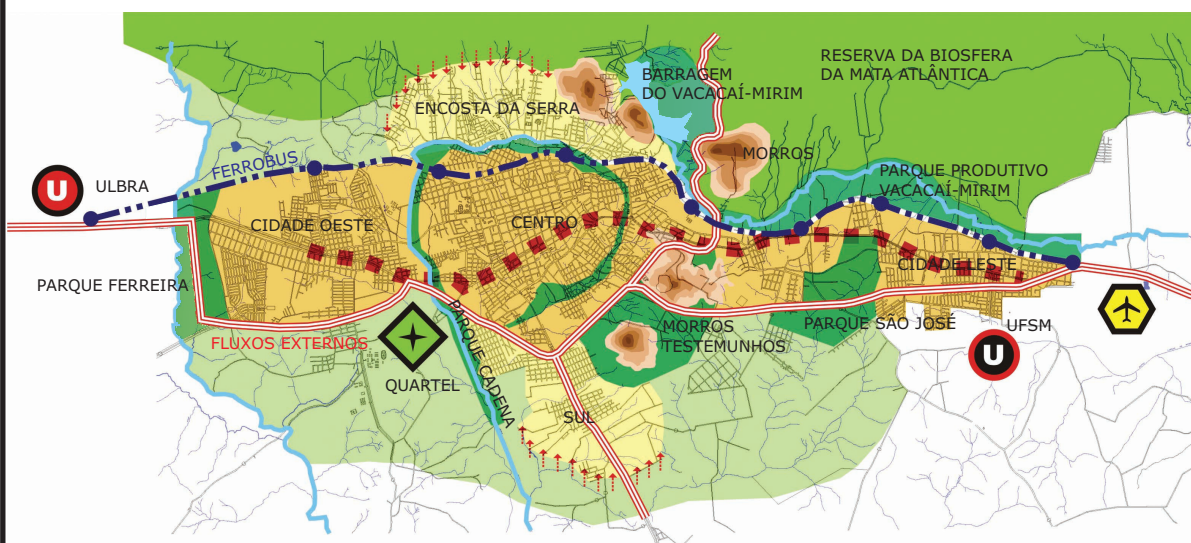 RESERVA DA BIOSFERA
DA MATA ATLÂNTICA
BARRAGEM
DO VACACAÍ-MIRIM
ENCOSTA DA SERRA
MORROS
FERROBUS
PARQUE PRODUTIVO
VACACAÍ-MIRIM
U
ULBRA
CIDADE OESTE
CENTRO
CIDADE LESTE
PARQUE FERREIRA
PARQUE CADENA
FLUXOS EXTERNOS
MORROS
TESTEMUNHOS
PARQUE SÃO JOSÉ
UFSM
U
QUARTEL
SUL